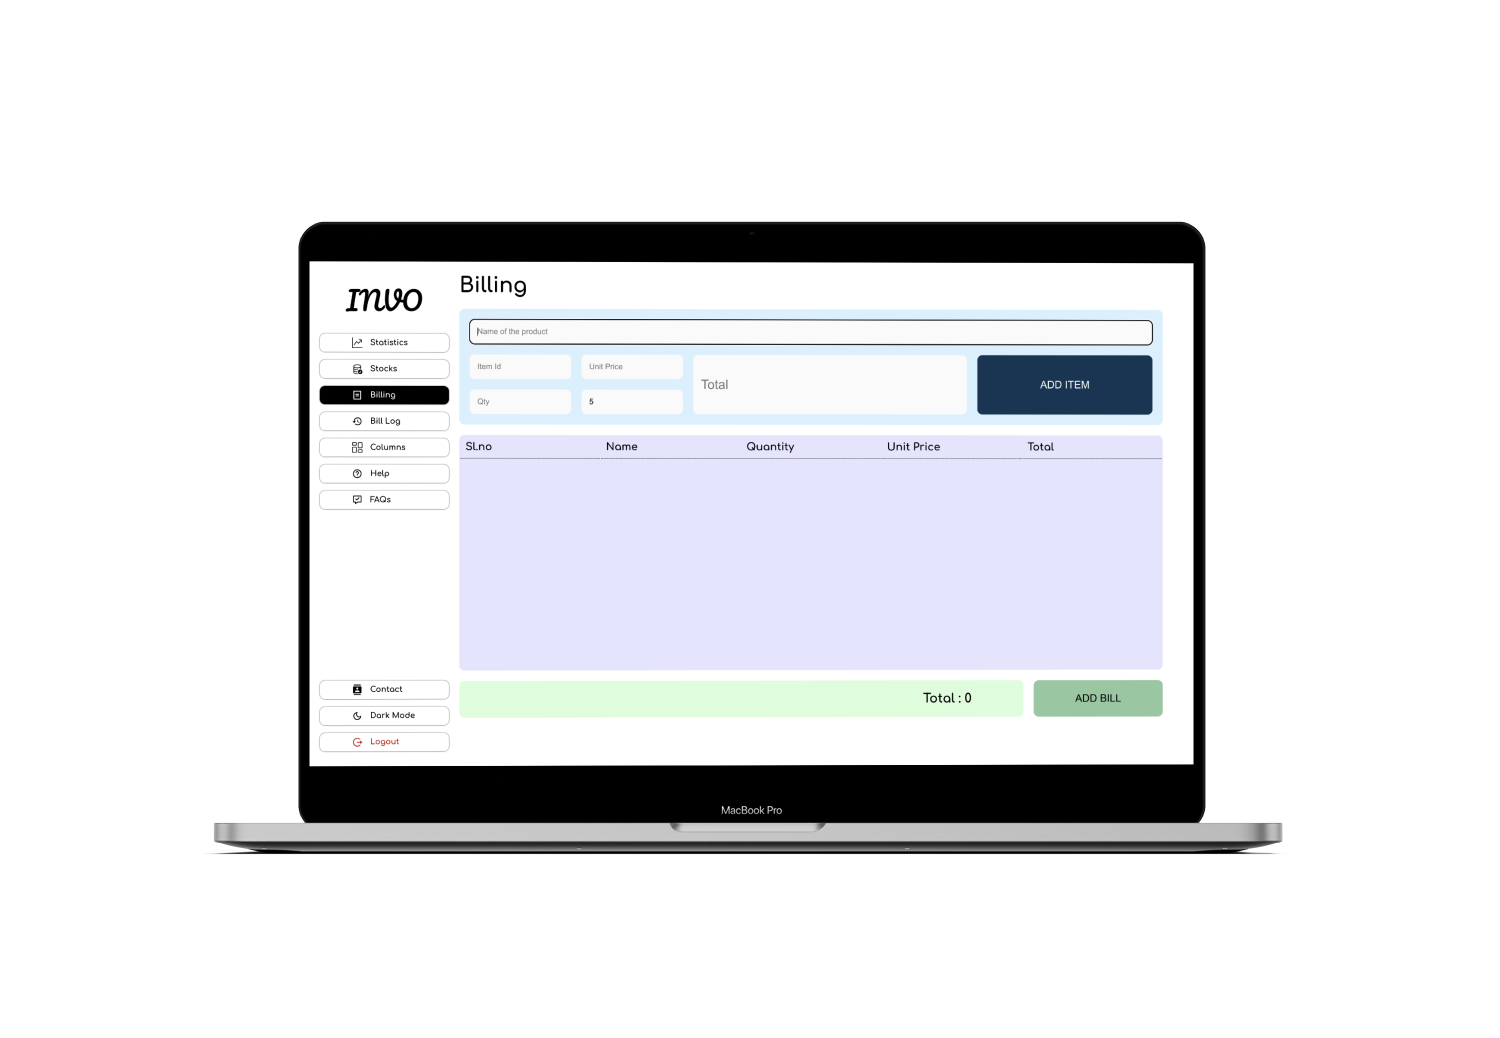 INVO
Statistics
Stocks
Billing
Bill Log
Columns
Help
FAQs
Contact
Dark Mode
Logout
Billing
Name of the product
Item Id
Unit Price
Qty
5
Total
ADD ITEM
Sl.no Name Quantity Unit Price Total
Total : 0
ADD BILL
MacBook Pro